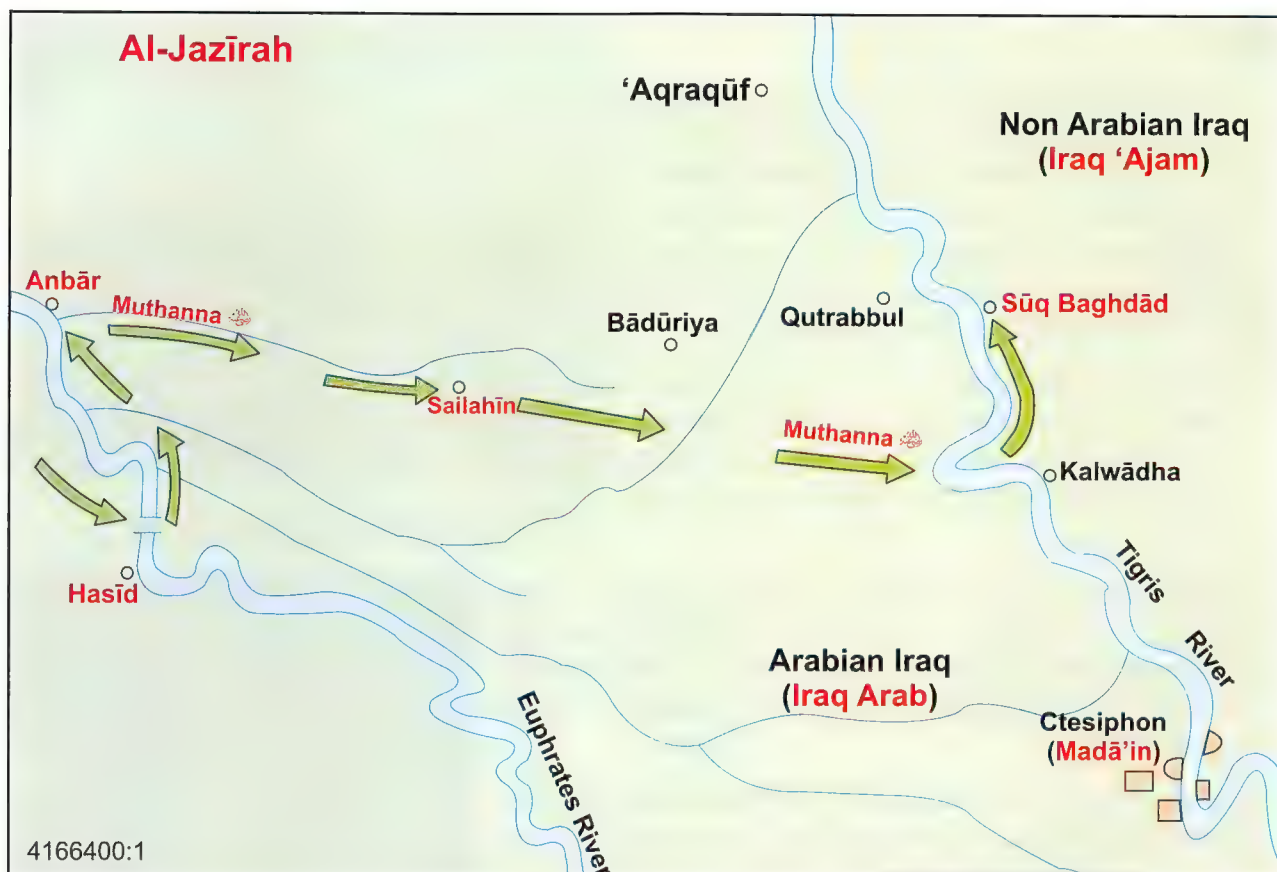 Al-Jazīrah
‘Aqraqūf
Non Arabian Iraq
(Iraq ‘Ajam)
Anbār
Muthanna
Sūq Baghdād
Qutrabbul
Bādūriya
Sailahīn
Muthanna
Kalwādha
Hasīd
Tigris
River
Arabian Iraq
(Iraq Arab)
Ctesiphon
(Madā’in)
Euphrates River
4166400:1